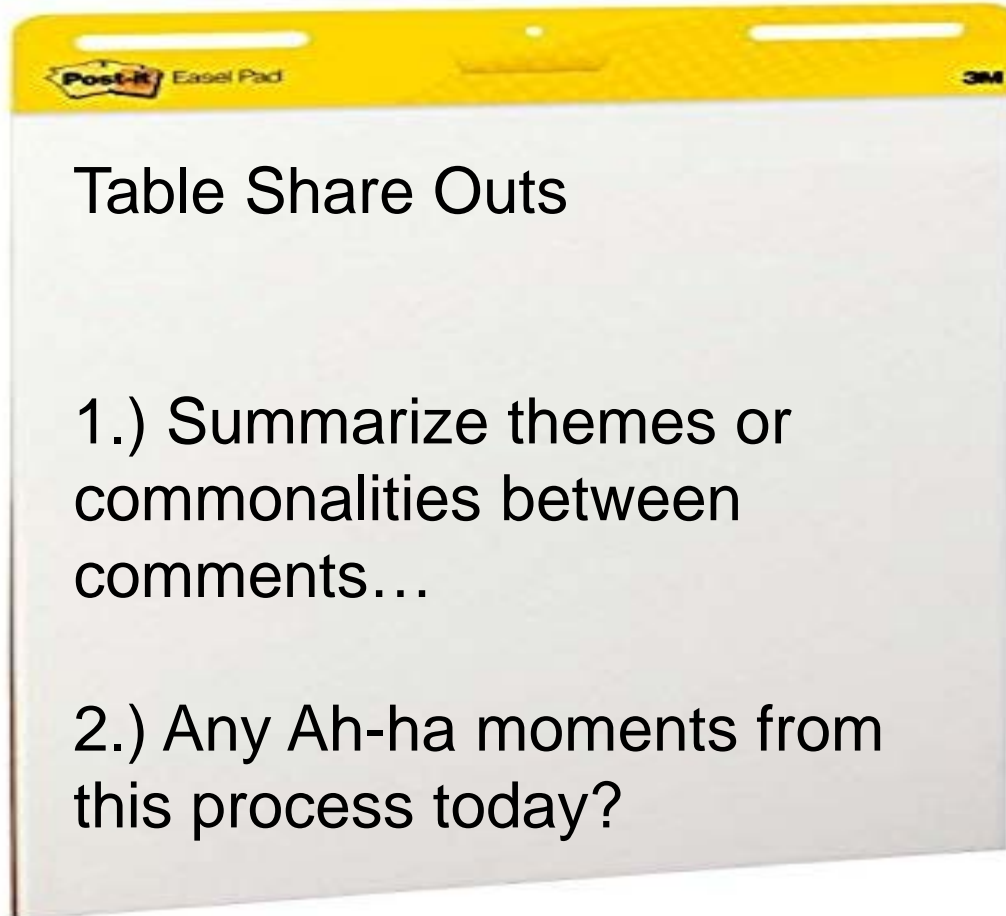 Post-it Easel Pad
3M
Table Share Outs
1.) Summarize themes or
commonalities between
comments…
2.) Any Ah-ha moments from
this process today?